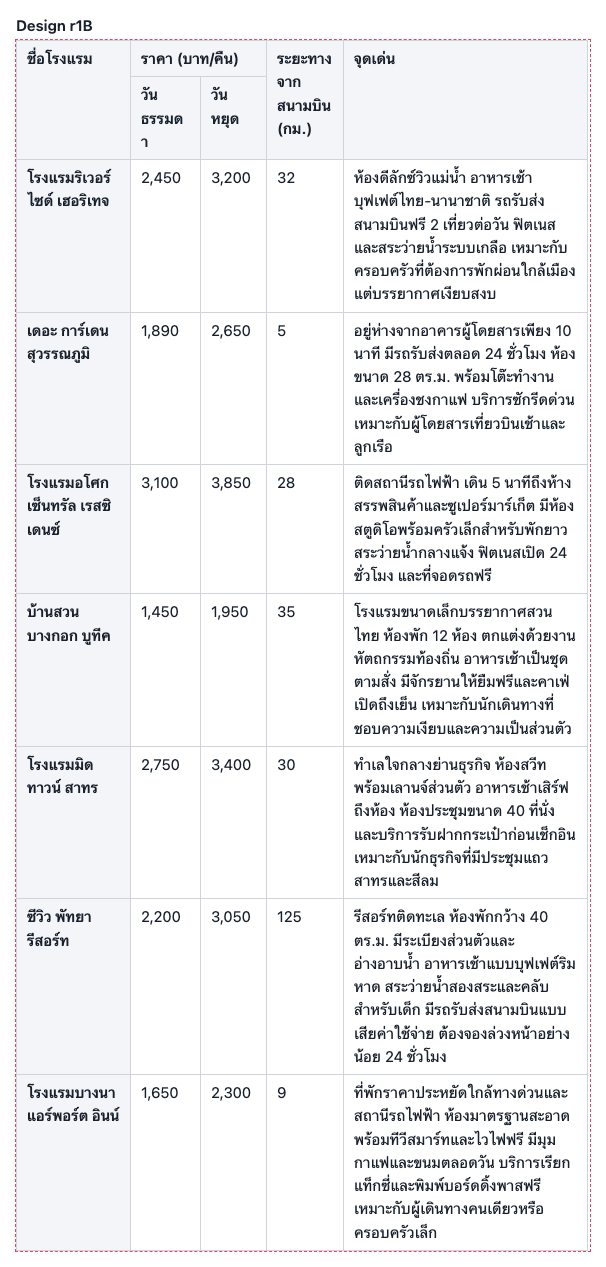 Design r1B
ชื่อโรงแรม
ราคา (บาท/คืน)
ระยะทาง
จาก
สนามบิน
(กม.)
จุดเด่น
วัน
ธรรมด
า
วัน
หยุด
โรงแรมริเวอร์
ไซด์ เฮอริเทจ
2,450
3,200
32
ห้องดีลักซ์วิวแม่น้ำ อาหารเช้า
บุฟเฟต์ไทย-นานาชาติ รถรับส่ง
สนามบินฟรี 2 เที่ยวต่อวัน ฟิตเนส
และสระว่ายน้ำระบบเกลือ เหมาะกับ
ครอบครัวที่ต้องการพักผ่อนใกล้เมือง
แต่บรรยากาศเงียบสงบ
เดอะ การ์เดน
สุวรรณภูมิ
1,890
2,650
5
อยู่ห่างจากอาคารผู้โดยสารเพียง 10
นาที มีรถรับส่งตลอด 24 ชั่วโมง ห้อง
ขนาด 28 ตร.ม. พร้อมโต๊ะทำงาน
และเครื่องชงกาแฟ บริการซักรีดด่วน
เหมาะกับผู้โดยสารเที่ยวบินเช้าและ
ลูกเรือ
โรงแรมอโศก
เซ็นทรัล เรสซิ
เดนซ์
3,100
3,850
28
ติดสถานีรถไฟฟ้า เดิน 5 นาทีถึงห้าง
สรรพสินค้าและซูเปอร์มาร์เก็ต มีห้อง
สตูดิโอพร้อมครัวเล็กสำหรับพักยาว
สระว่ายน้ำกลางแจ้ง ฟิตเนสเปิด 24
ชั่วโมง และที่จอดรถฟรี
บ้านสวน
บางกอก บูทีค
1,450
1,950
35
โรงแรมขนาดเล็กบรรยากาศสวน
ไทย ห้องพัก 12 ห้อง ตกแต่งด้วยงาน
หัตถกรรมท้องถิ่น อาหารเช้าเป็นชุด
ตามสั่ง มีจักรยานให้ยืมฟรีและคาเฟ่
เปิดถึงเย็น เหมาะกับนักเดินทางที่
ชอบความเงียบและความเป็นส่วนตัว
โรงแรมมิด
ทาวน์ สาทร
2,750
3,400
30
ทำเลใจกลางย่านธุรกิจ ห้องสวีท
พร้อมเลานจ์ส่วนตัว อาหารเช้าเสิร์ฟ
ถึงห้อง ห้องประชุมขนาด 40 ที่นั่ง
และบริการรับฝากกระเป๋าก่อนเช็กอิน
เหมาะกับนักธุรกิจที่มีประชุมแถว
สาทรและสีลม
ซีวิว พัทยา
รีสอร์ท
2,200
3,050
125
รีสอร์ทติดทะเล ห้องพักกว้าง 40
ตร.ม. มีระเบียงส่วนตัวและ
อ่างอาบน้ำ อาหารเช้าแบบบุฟเฟต์ริม
หาด สระว่ายน้ำสองสระและคลับ
สำหรับเด็ก มีรถรับส่งสนามบินแบบ
เสียค่าใช้จ่าย ต้องจองล่วงหน้าอย่าง
น้อย 24 ชั่วโมง
โรงแรมบางนา
แอร์พอร์ต อินน์
1,650
2,300
9
ที่พักราคาประหยัดใกล้ทางด่วนและ
สถานีรถไฟฟ้า ห้องมาตรฐานสะอาด
พร้อมทีวีสมาร์ทและไวไฟฟรี มีมุม
กาแฟและขนมตลอดวัน บริการเรียก
แท็กซี่และพิมพ์บอร์ดดิ้งพาสฟรี
เหมาะกับผู้เดินทางคนเดียวหรือ
ครอบครัวเล็ก